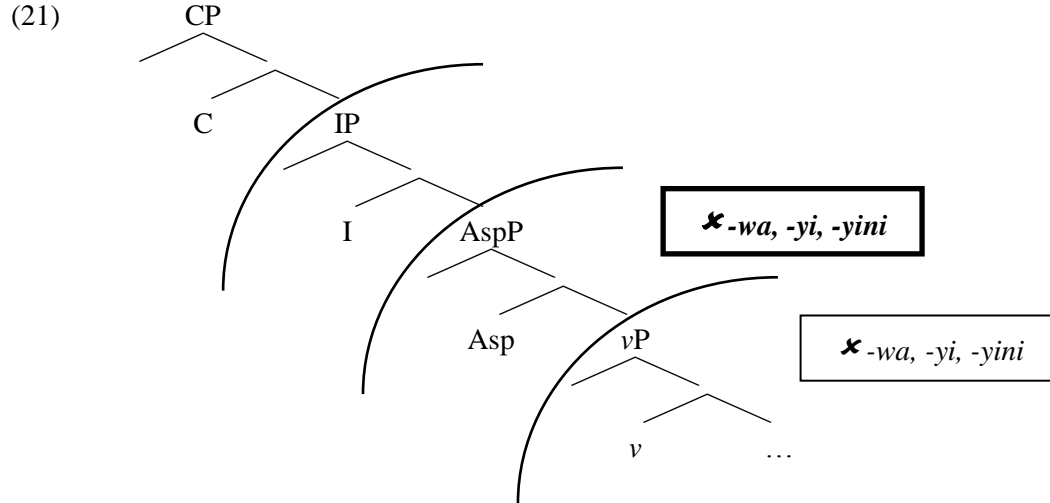 (21)
CP
C
IP
I
AspP
✘ -wa, -yi, -yini
Asp
vP
✘ -wa, -yi, -yini
v
…